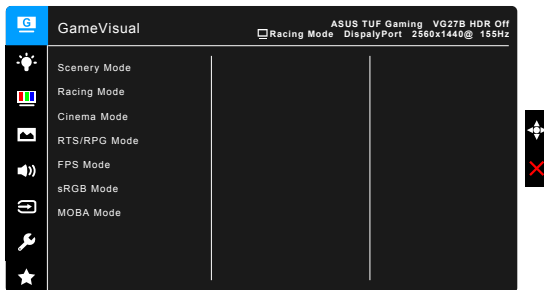 G
GameVisual
ASUS TUF Gaming VG27B HDR Off
Racing Mode DispalyPort 2560x1440@ 155Hz
Scenery Mode
Racing Mode
Cinema Mode
RTS/RPG Mode
FPS Mode
sRGB Mode
MOBA Mode